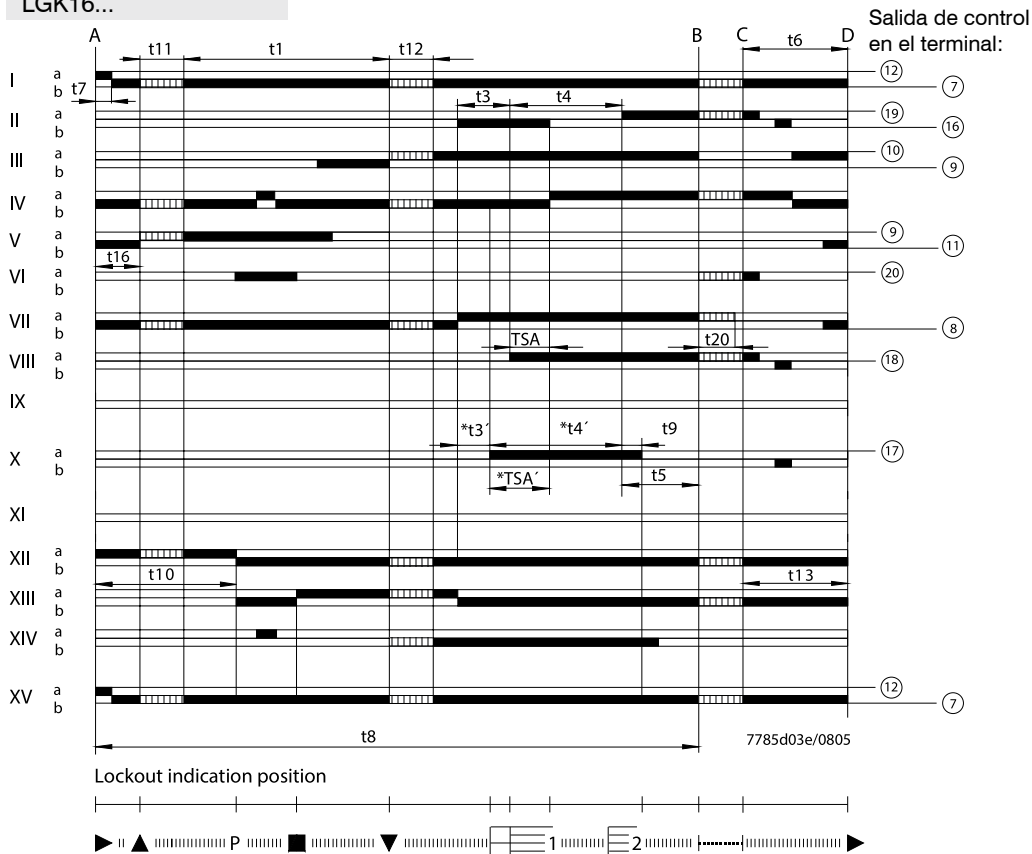 LGK16...
Salida de control
en el terminal:
A B C D
t11 t1 t12 t6
I a b t7 12 7
II a b t3 t4 19 16
III a b 10 9
IV a b
V a b t16 9 11
VI a b 20
VII a b 8
TSA t20
VIII a b 18
IX
*t3´ *t4´ t9
X a b 17
*TSA´ t5
XI
XII a b
t10 t13
XIII a b
XIV a b
XV a b 12 7
t8 7785d03e/0805
Lockout indication position
P 1 2